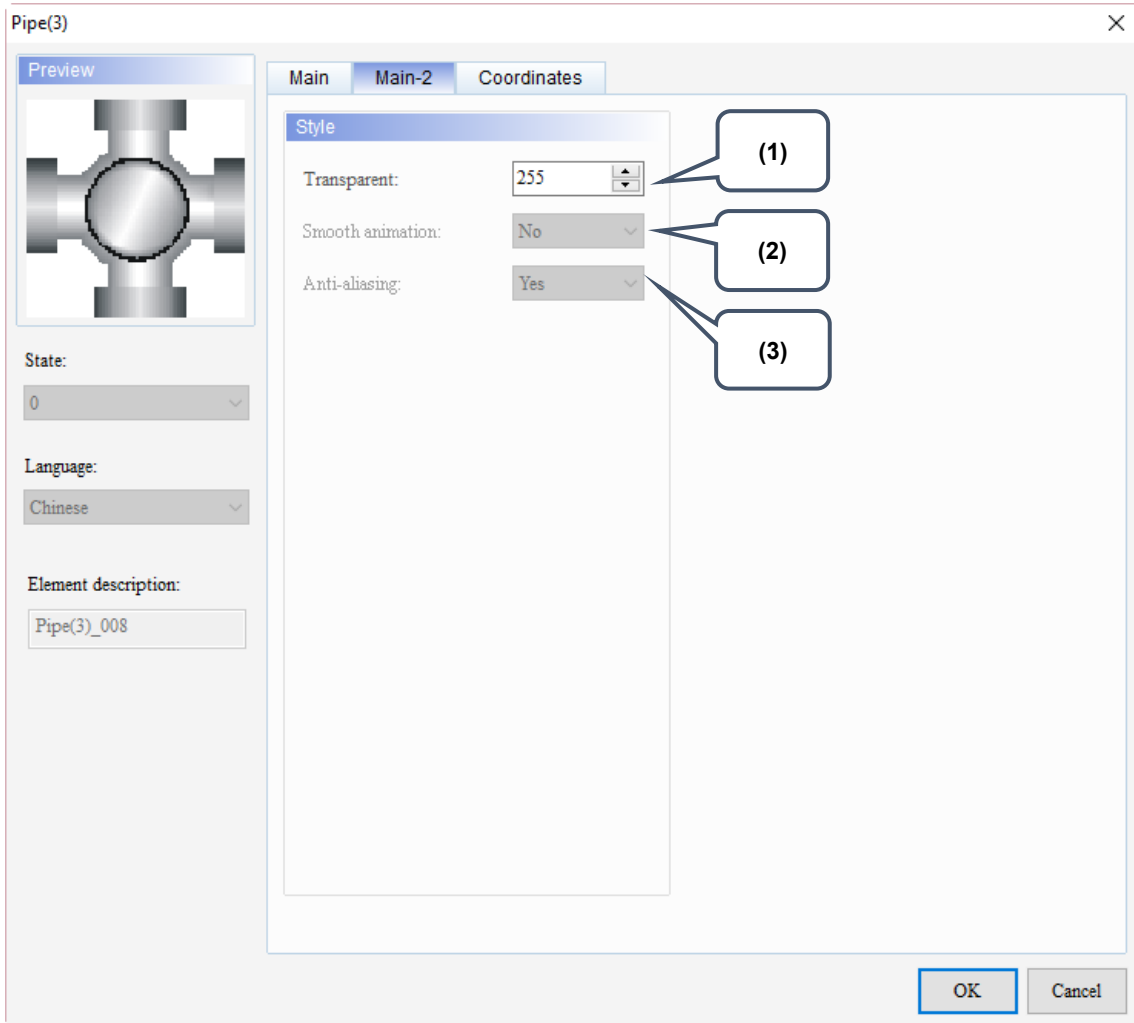 Pipe(3)
Preview
Main Main-2 Coordinates
Style
Transparent: 255
(1)
Smooth animation: No
(2)
Anti-aliasing: Yes
(3)
State:
0
Language:
Chinese
Element description:
Pipe(3)_008
OK Cancel